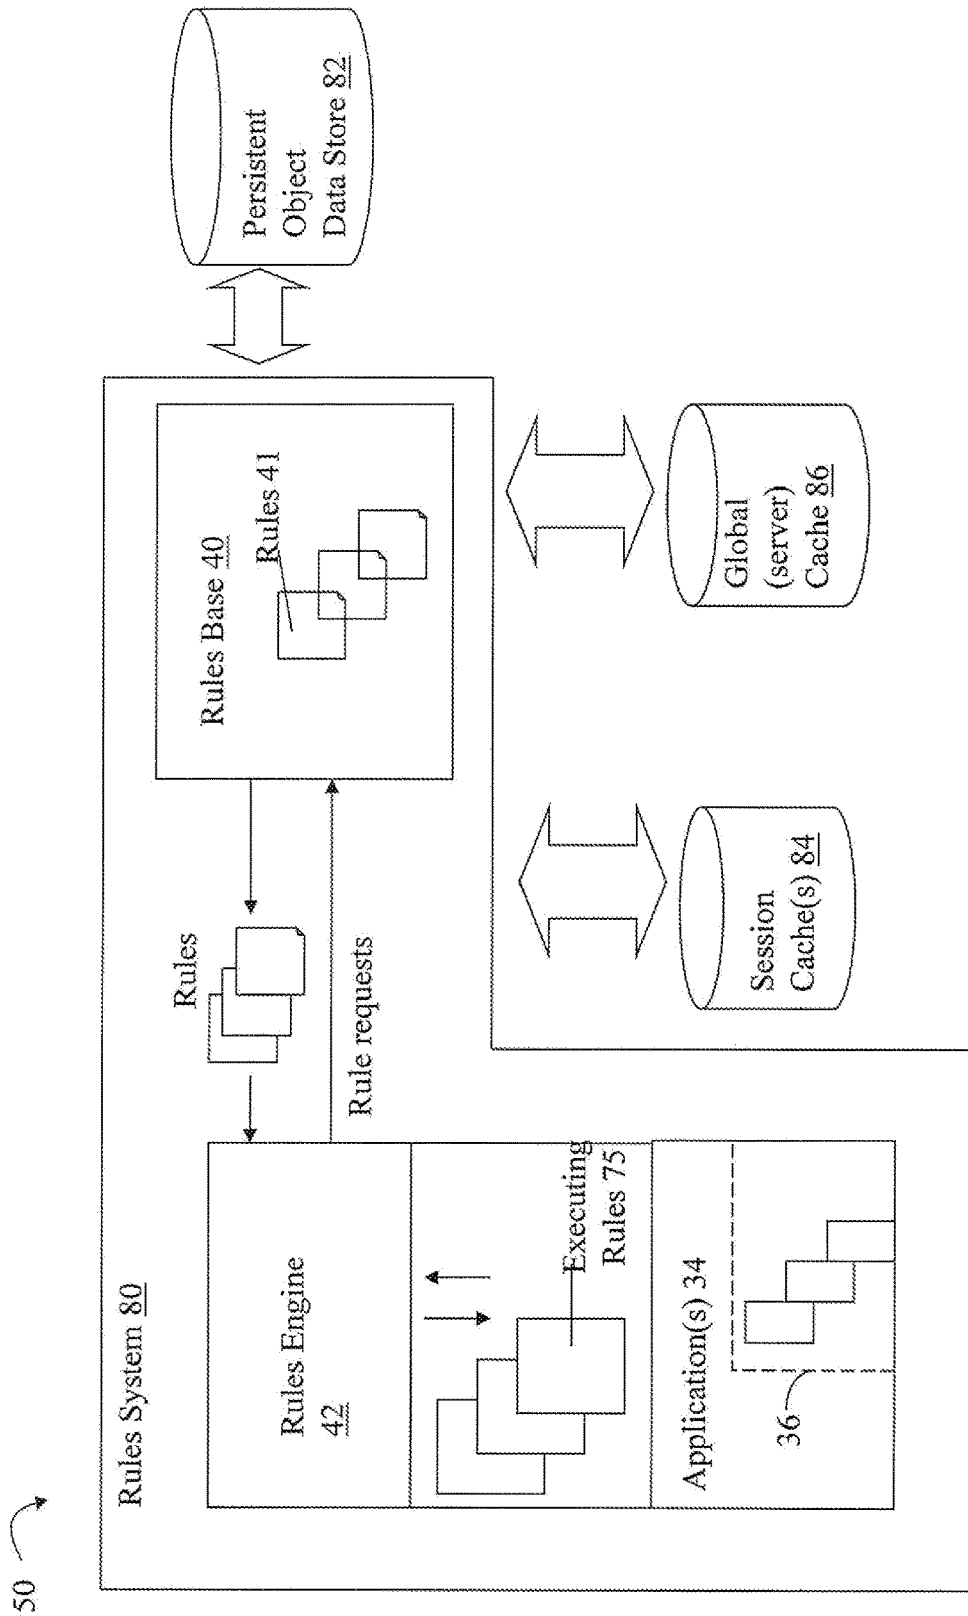 50
Rules System 80
Rules Engine
42
Rules
Rule requests
Rules Base 40
Rules 41
Persistent
Object
Data Store 82
Executing
Rules 75
Application(s) 34
36
Session
Cache(s) 84
Global
(server)
Cache 86